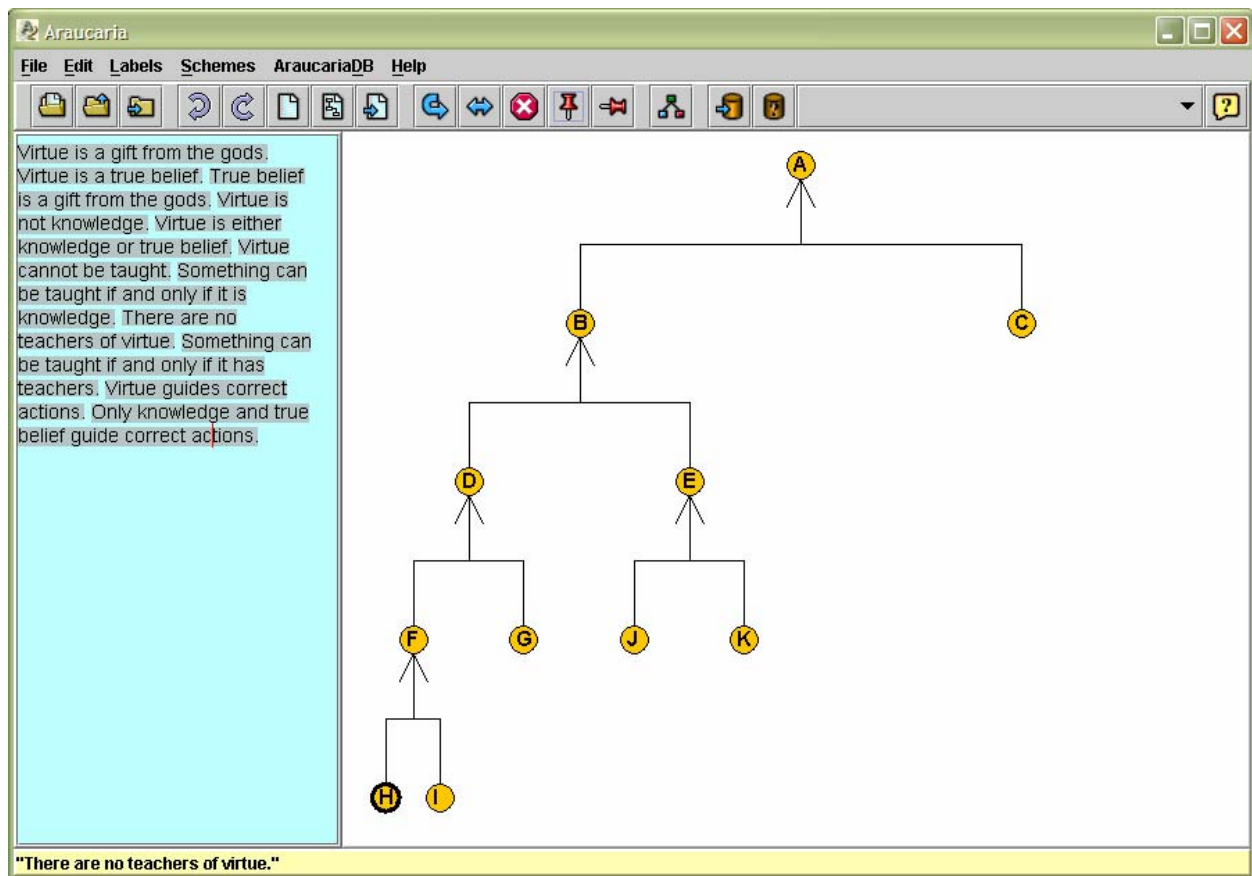 Araucaria
File Edit Labels Schemes AraucariaDB Help
Virtue is a gift from the gods.
Virtue is a true belief. True belief
is a gift from the gods. Virtue is
not knowledge. Virtue is either
knowledge or true belief. Virtue
cannot be taught. Something can
be taught if and only if it is
knowledge. There are no
teachers of virtue. Something can
be taught if and only if it has
teachers. Virtue guides correct
actions. Only knowledge and true
belief guide correct actions.
A
B C
D E
F G J K
H I
"There are no teachers of virtue."